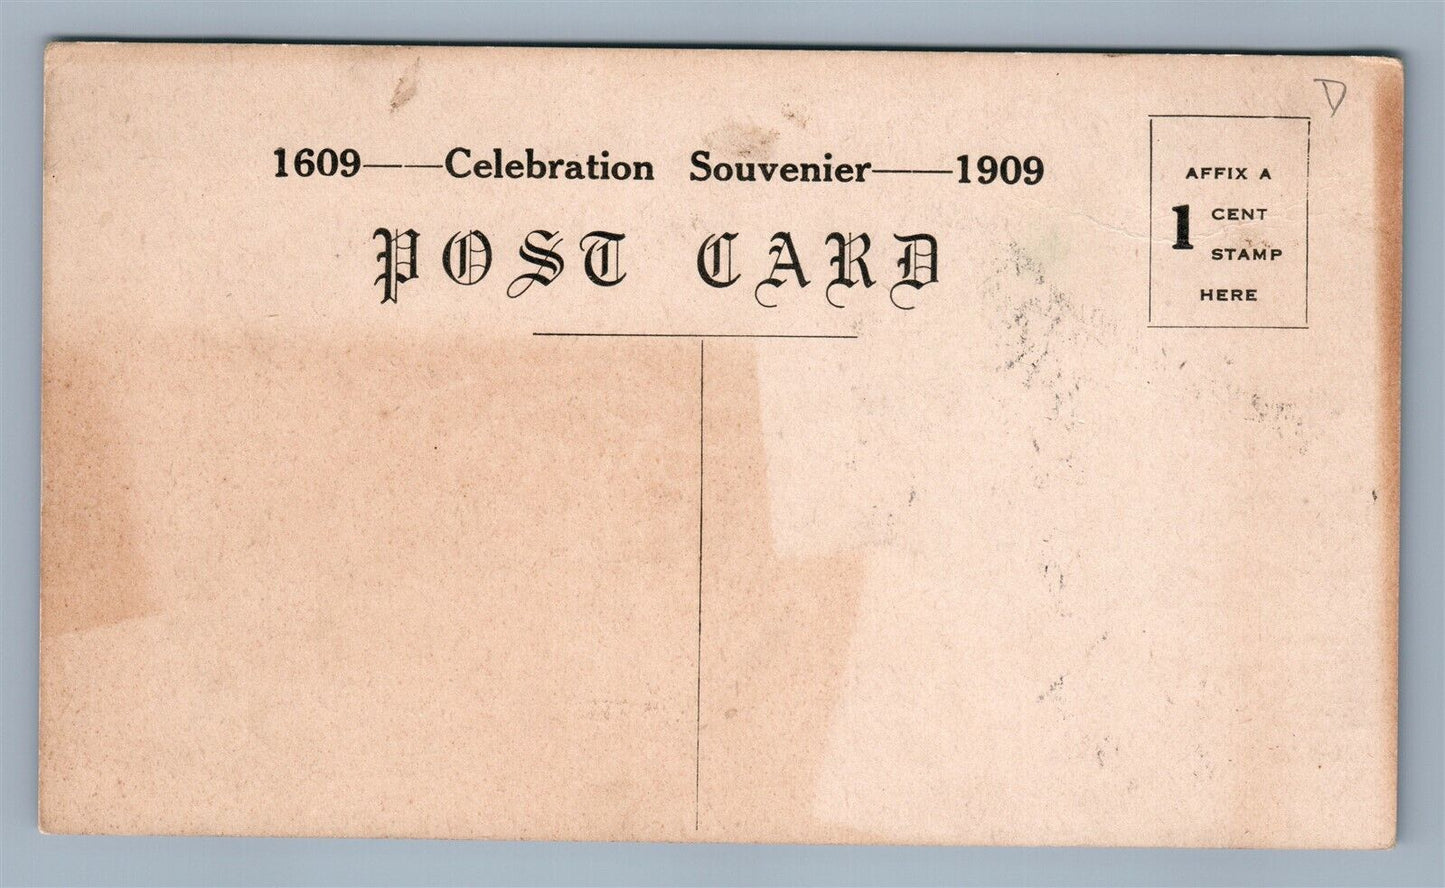 D
1609——Celebration Souvenier——1909
POST CARD
AFFIX A
1 CENT
STAMP
HERE